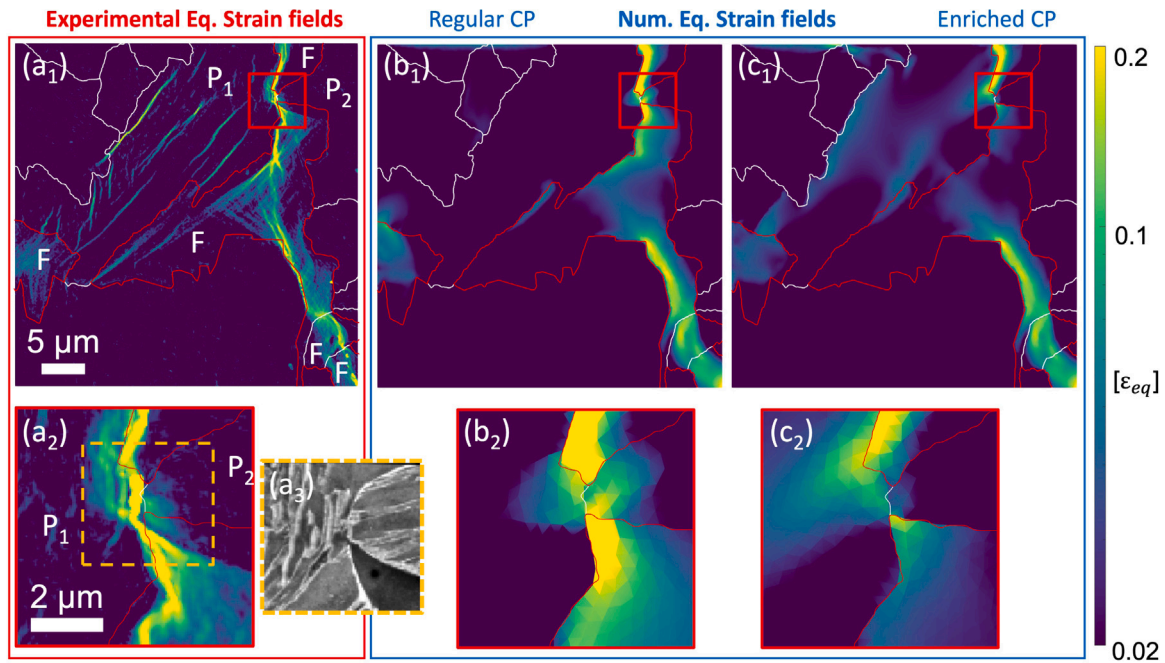 Experimental Eq. Strain fields
Regular CP
Num. Eq. Strain fields
Enriched CP
(a₁)
F
P₁
P₂
F
F
5 µm
F
F
(b₁)
(c₁)
0.2
0.1
[εeq]
0.02
(a₂)
P₂
P₁
2 µm
(a₃)
(b₂)
(c₂)